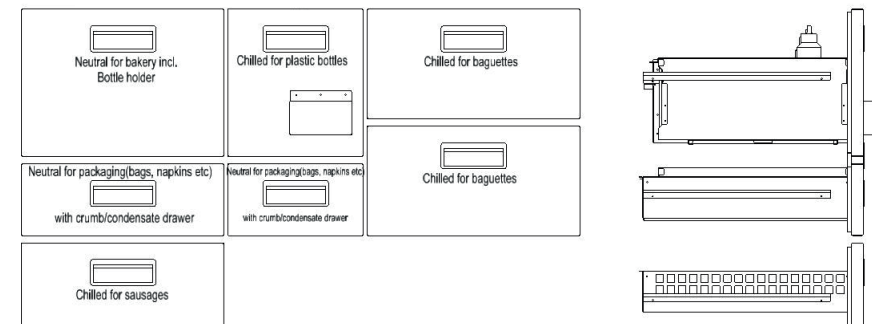 Neutral for bakery incl.
Bottle holder
Chilled for plastic bottles
Chilled for baguettes
Chilled for baguettes
Neutral for packaging(bags, napkins etc)
with crumb/condensate drawer
Neutral for packaging(bags, napkins etc)
with crumb/condensate drawer
Chilled for sausages